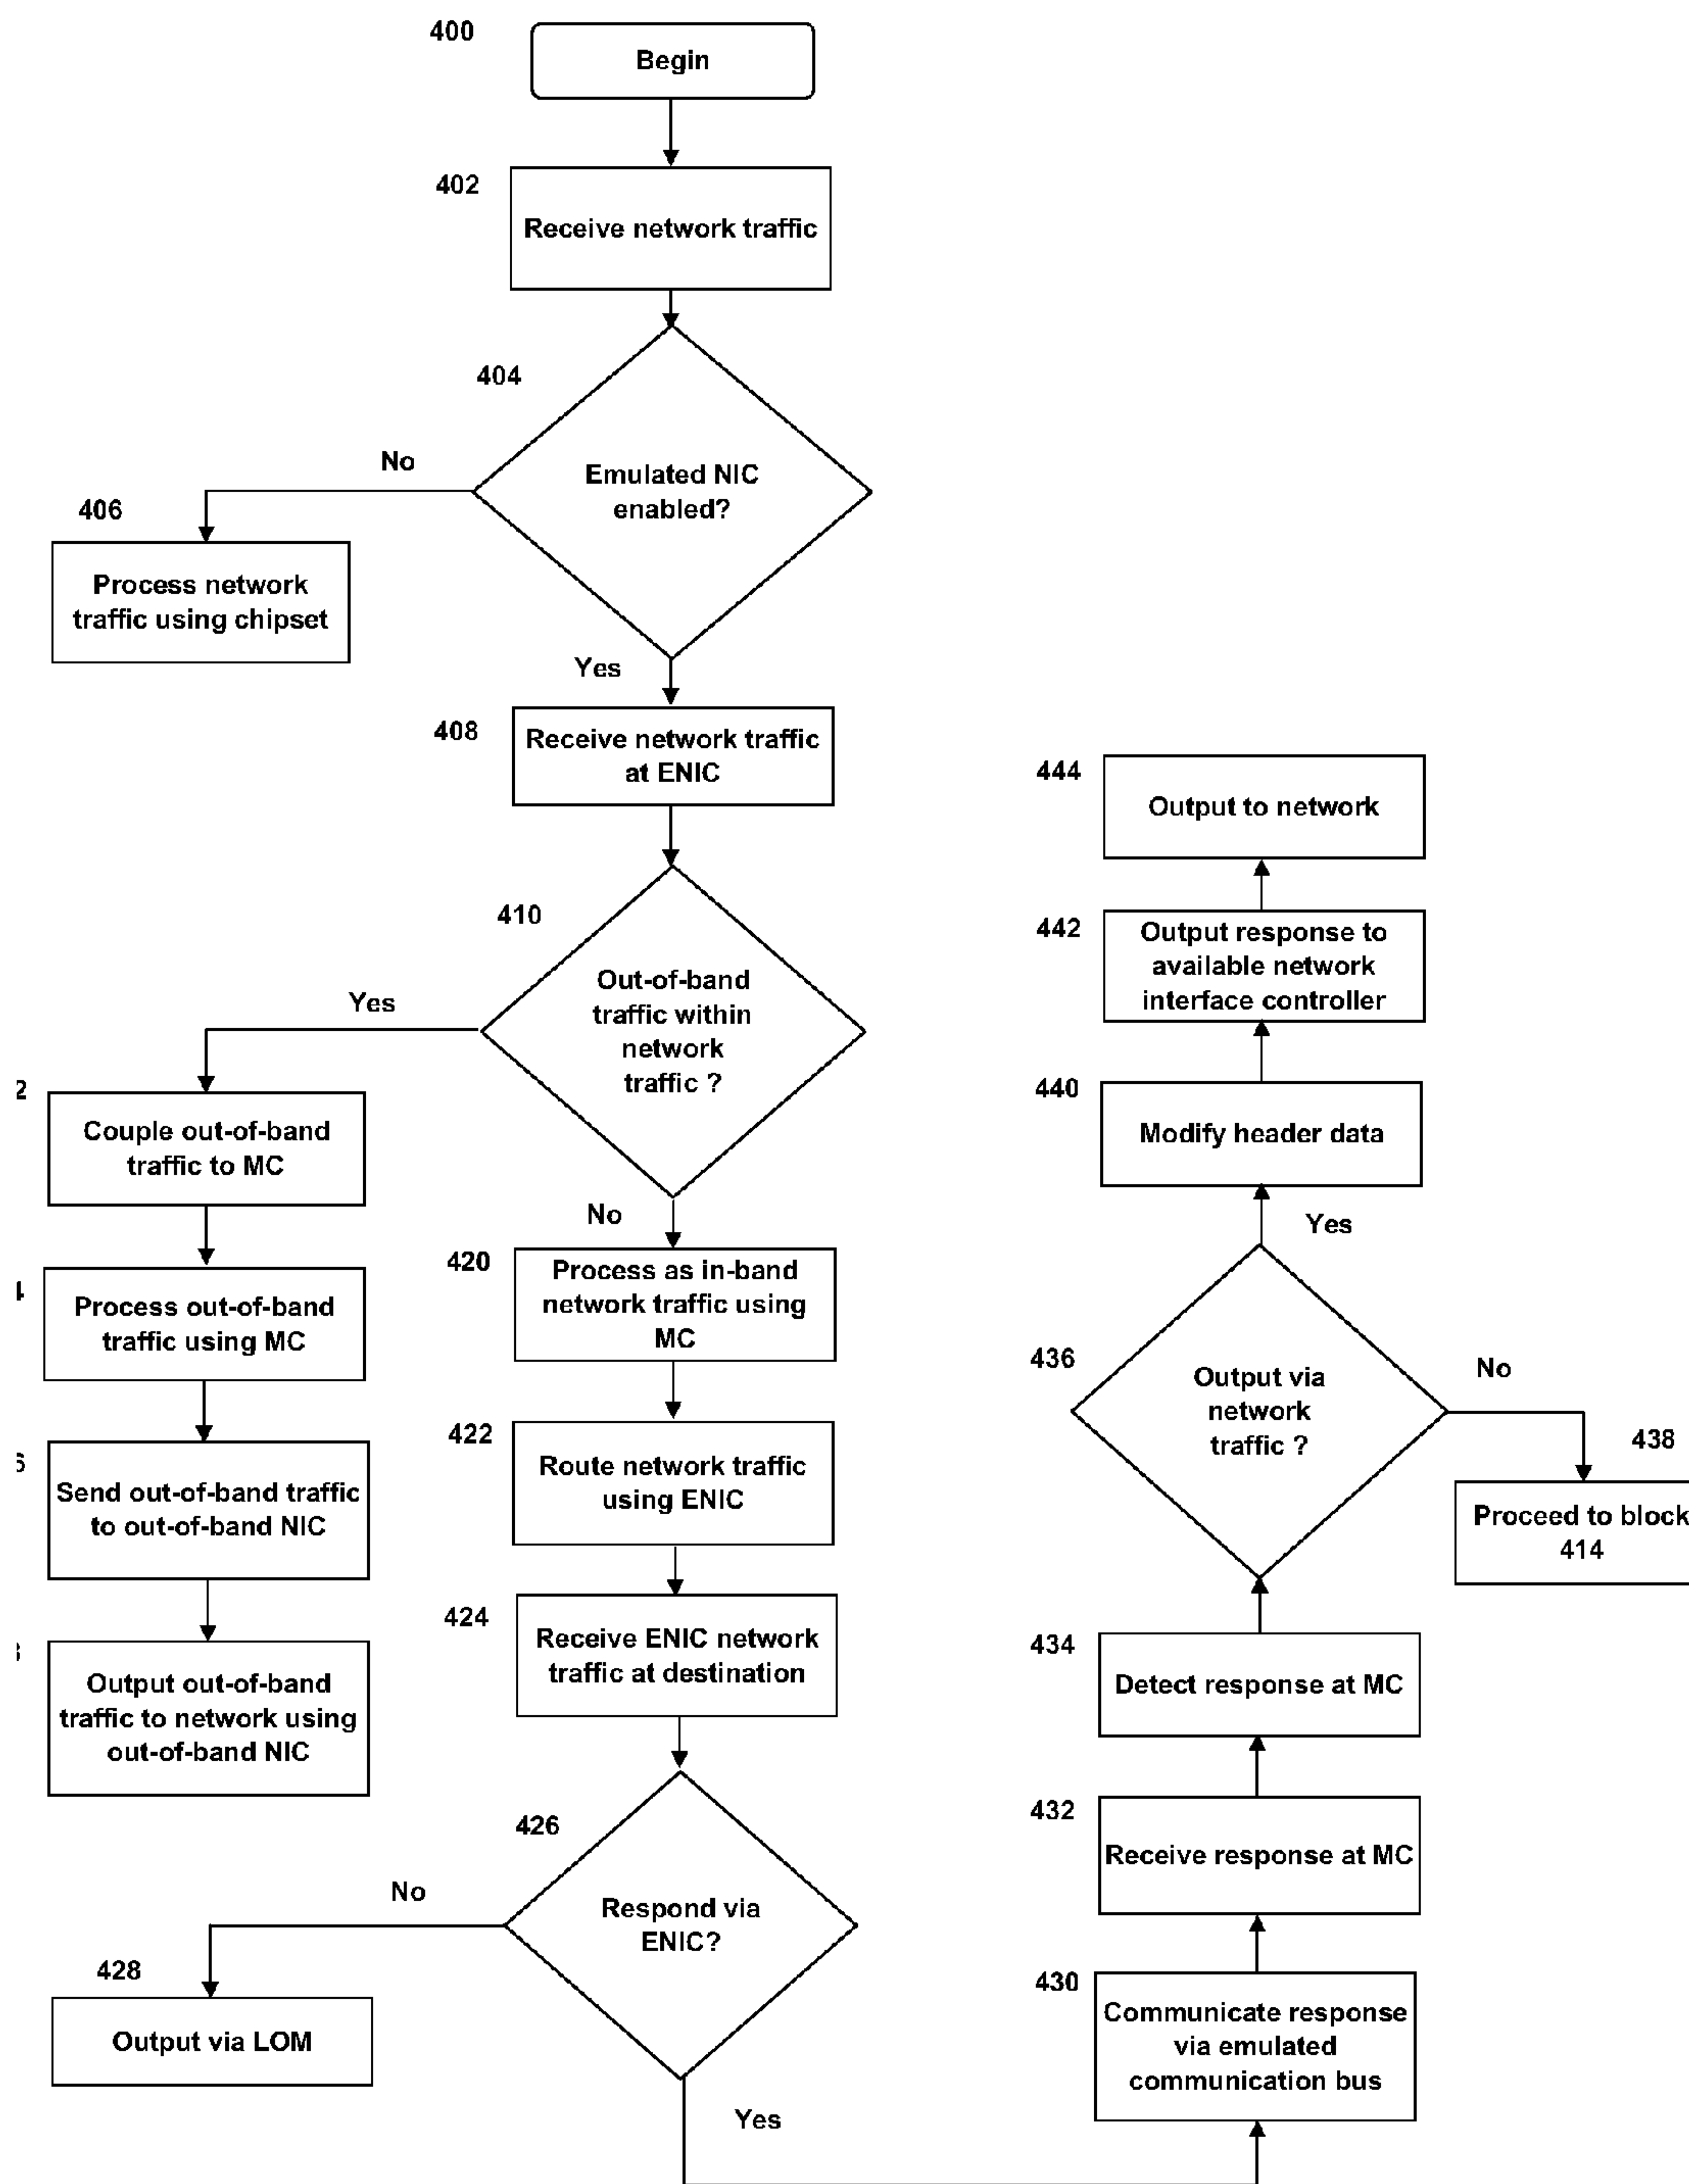 400
Begin
402
Receive network traffic
404
Emulated NIC
enabled?
No
406
Process network
traffic using chipset
Yes
408
Receive network traffic
at ENIC
410
Out-of-band
traffic within
network
traffic ?
Yes
2
Couple out-of-band
traffic to MC
Process out-of-band
traffic using MC
Send out-of-band traffic
to out-of-band NIC
Output out-of-band
traffic to network using
out-of-band NIC
No
420
Process as in-band
network traffic using
MC
422
Route network traffic
using ENIC
424
Receive ENIC network
traffic at destination
426
Respond via
ENIC?
No
428
Output via LOM
Yes
430
Communicate response
via emulated
communication bus
432
Receive response at MC
434
Detect response at MC
436
Output via
network
traffic ?
No
438
Proceed to block
414
Yes
440
Modify header data
442
Output response to
available network
interface controller
444
Output to network